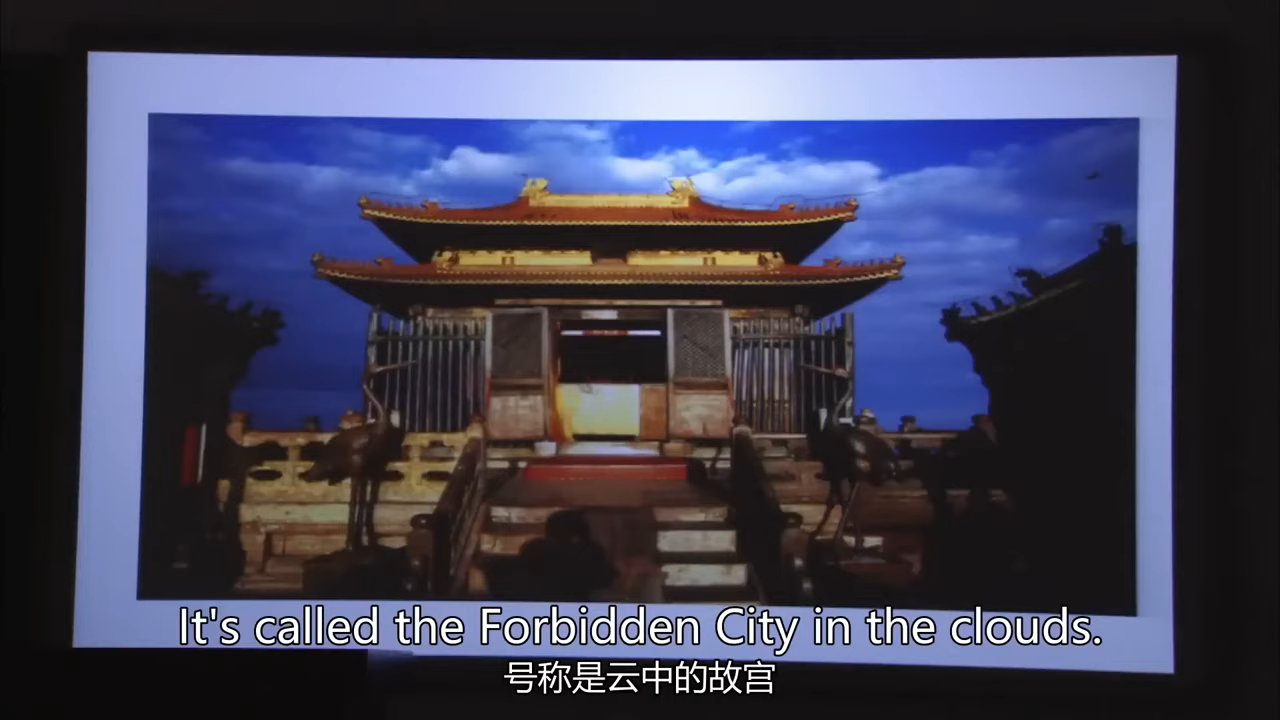 It's called the Forbidden City in the clouds.
号称是云中的故宫